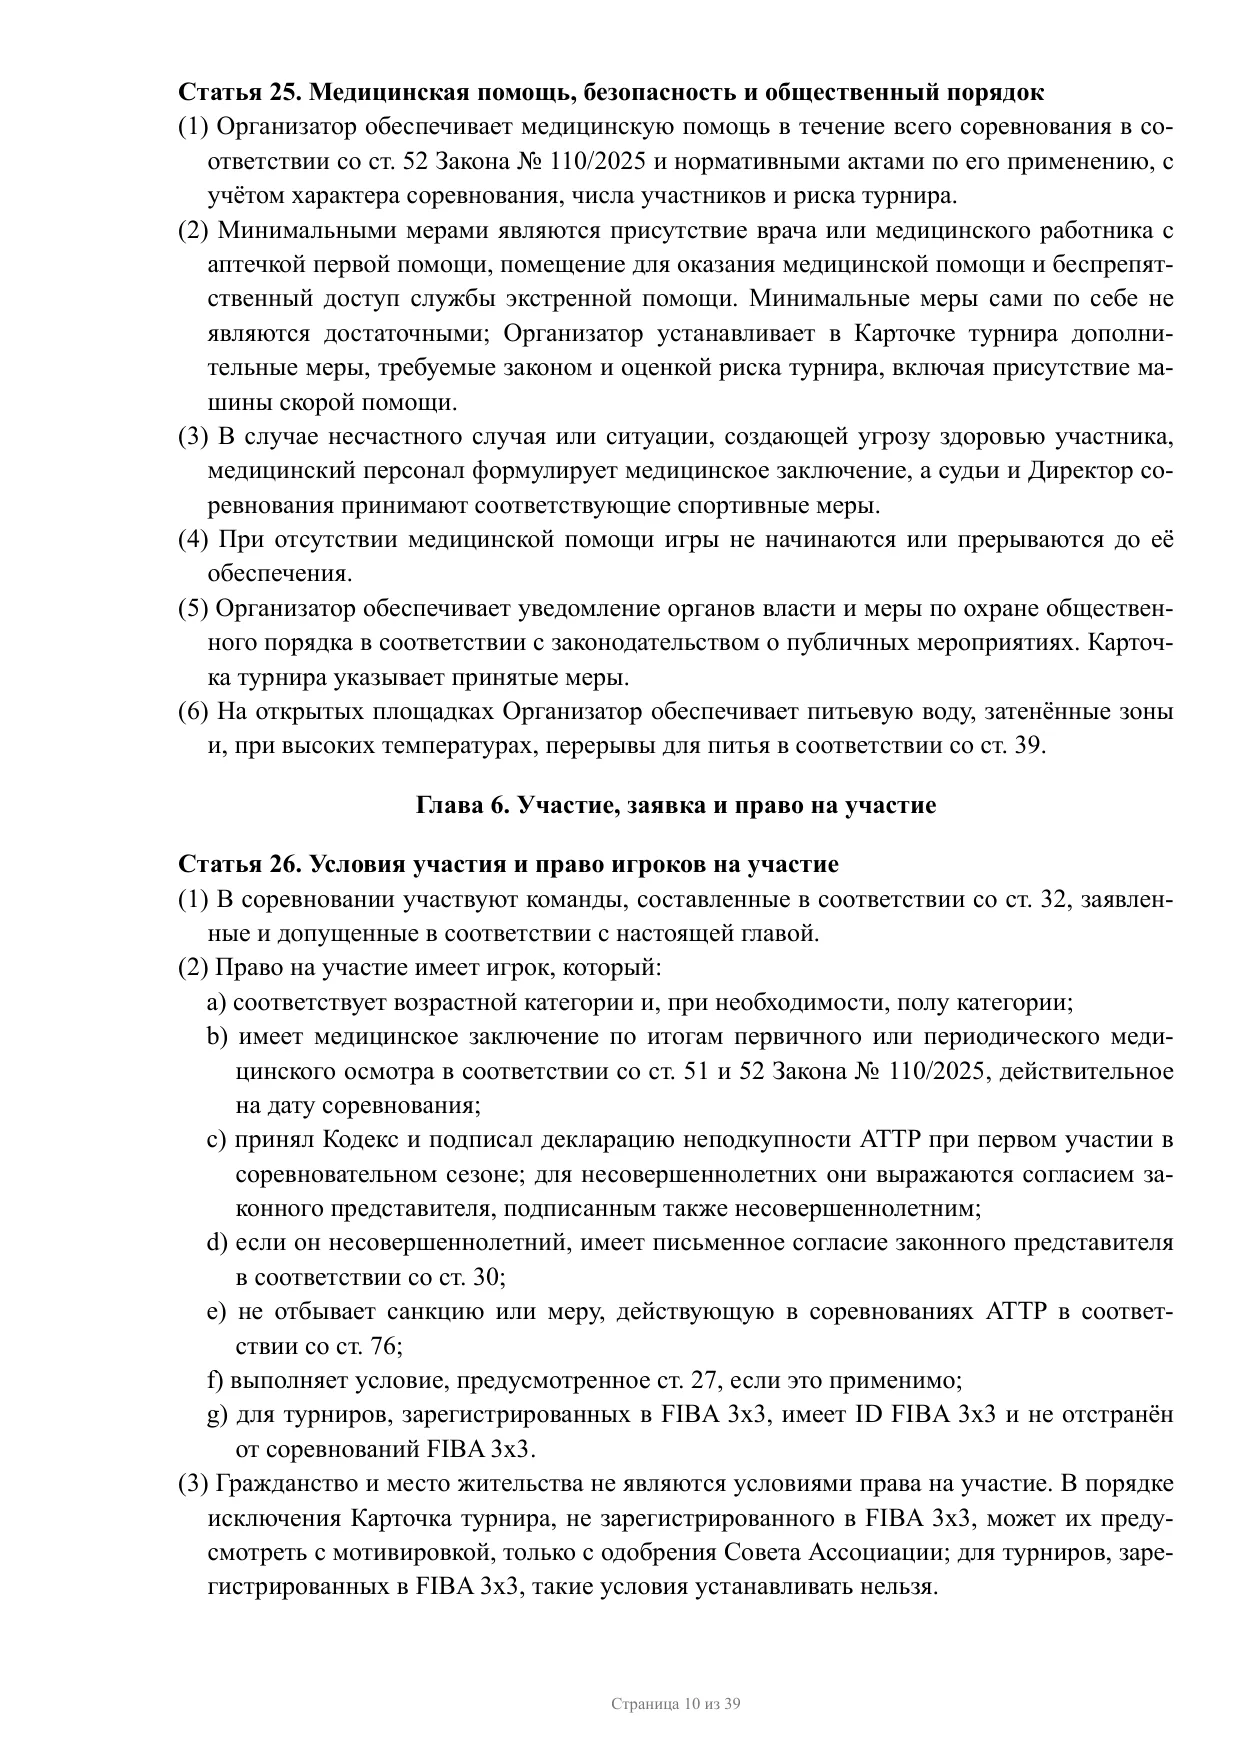 Статья 25. Медицинская помощь, безопасность и общественный порядок
(1) Организатор обеспечивает медицинскую помощь в течение всего соревнования в со-
ответствии со ст. 52 Закона № 110/2025 и нормативными актами по его применению, с
учётом характера соревнования, числа участников и риска турнира.
(2) Минимальными мерами являются присутствие врача или медицинского работника с
аптечкой первой помощи, помещение для оказания медицинской помощи и беспрепят-
ственный доступ службы экстренной помощи. Минимальные меры сами по себе не
являются достаточными; Организатор устанавливает в Карточке турнира дополни-
тельные меры, требуемые законом и оценкой риска турнира, включая присутствие ма-
шины скорой помощи.
(3) В случае несчастного случая или ситуации, создающей угрозу здоровью участника,
медицинский персонал формулирует медицинское заключение, а судьи и Директор со-
ревнования принимают соответствующие спортивные меры.
(4) При отсутствии медицинской помощи игры не начинаются или прерываются до её
обеспечения.
(5) Организатор обеспечивает уведомление органов власти и меры по охране обществен-
ного порядка в соответствии с законодательством о публичных мероприятиях. Карточ-
ка турнира указывает принятые меры.
(6) На открытых площадках Организатор обеспечивает питьевую воду, затенённые зоны
и, при высоких температурах, перерывы для питья в соответствии со ст. 39.
Глава 6. Участие, заявка и право на участие
Статья 26. Условия участия и право игроков на участие
(1) В соревновании участвуют команды, составленные в соответствии со ст. 32, заявлен-
ные и допущенные в соответствии с настоящей главой.
(2) Право на участие имеет игрок, который:
a) соответствует возрастной категории и, при необходимости, полу категории;
b) имеет медицинское заключение по итогам первичного или периодического меди-
цинского осмотра в соответствии со ст. 51 и 52 Закона № 110/2025, действительное
на дату соревнования;
c) принял Кодекс и подписал декларацию неподкупности ATTP при первом участии в
соревновательном сезоне; для несовершеннолетних они выражаются согласием за-
конного представителя, подписанным также несовершеннолетним;
d) если он несовершеннолетний, имеет письменное согласие законного представителя
в соответствии со ст. 30;
e) не отбывает санкцию или меру, действующую в соревнованиях ATTP в соответ-
ствии со ст. 76;
f) выполняет условие, предусмотренное ст. 27, если это применимо;
g) для турниров, зарегистрированных в FIBA 3x3, имеет ID FIBA 3x3 и не отстранён
от соревнований FIBA 3x3.
(3) Гражданство и место жительства не являются условиями права на участие. В порядке
исключения Карточка турнира, не зарегистрированного в FIBA 3x3, может их преду-
смотреть с мотивировкой, только с одобрения Совета Ассоциации; для турниров, заре-
гистрированных в FIBA 3x3, такие условия устанавливать нельзя.
Страница 10 из 39